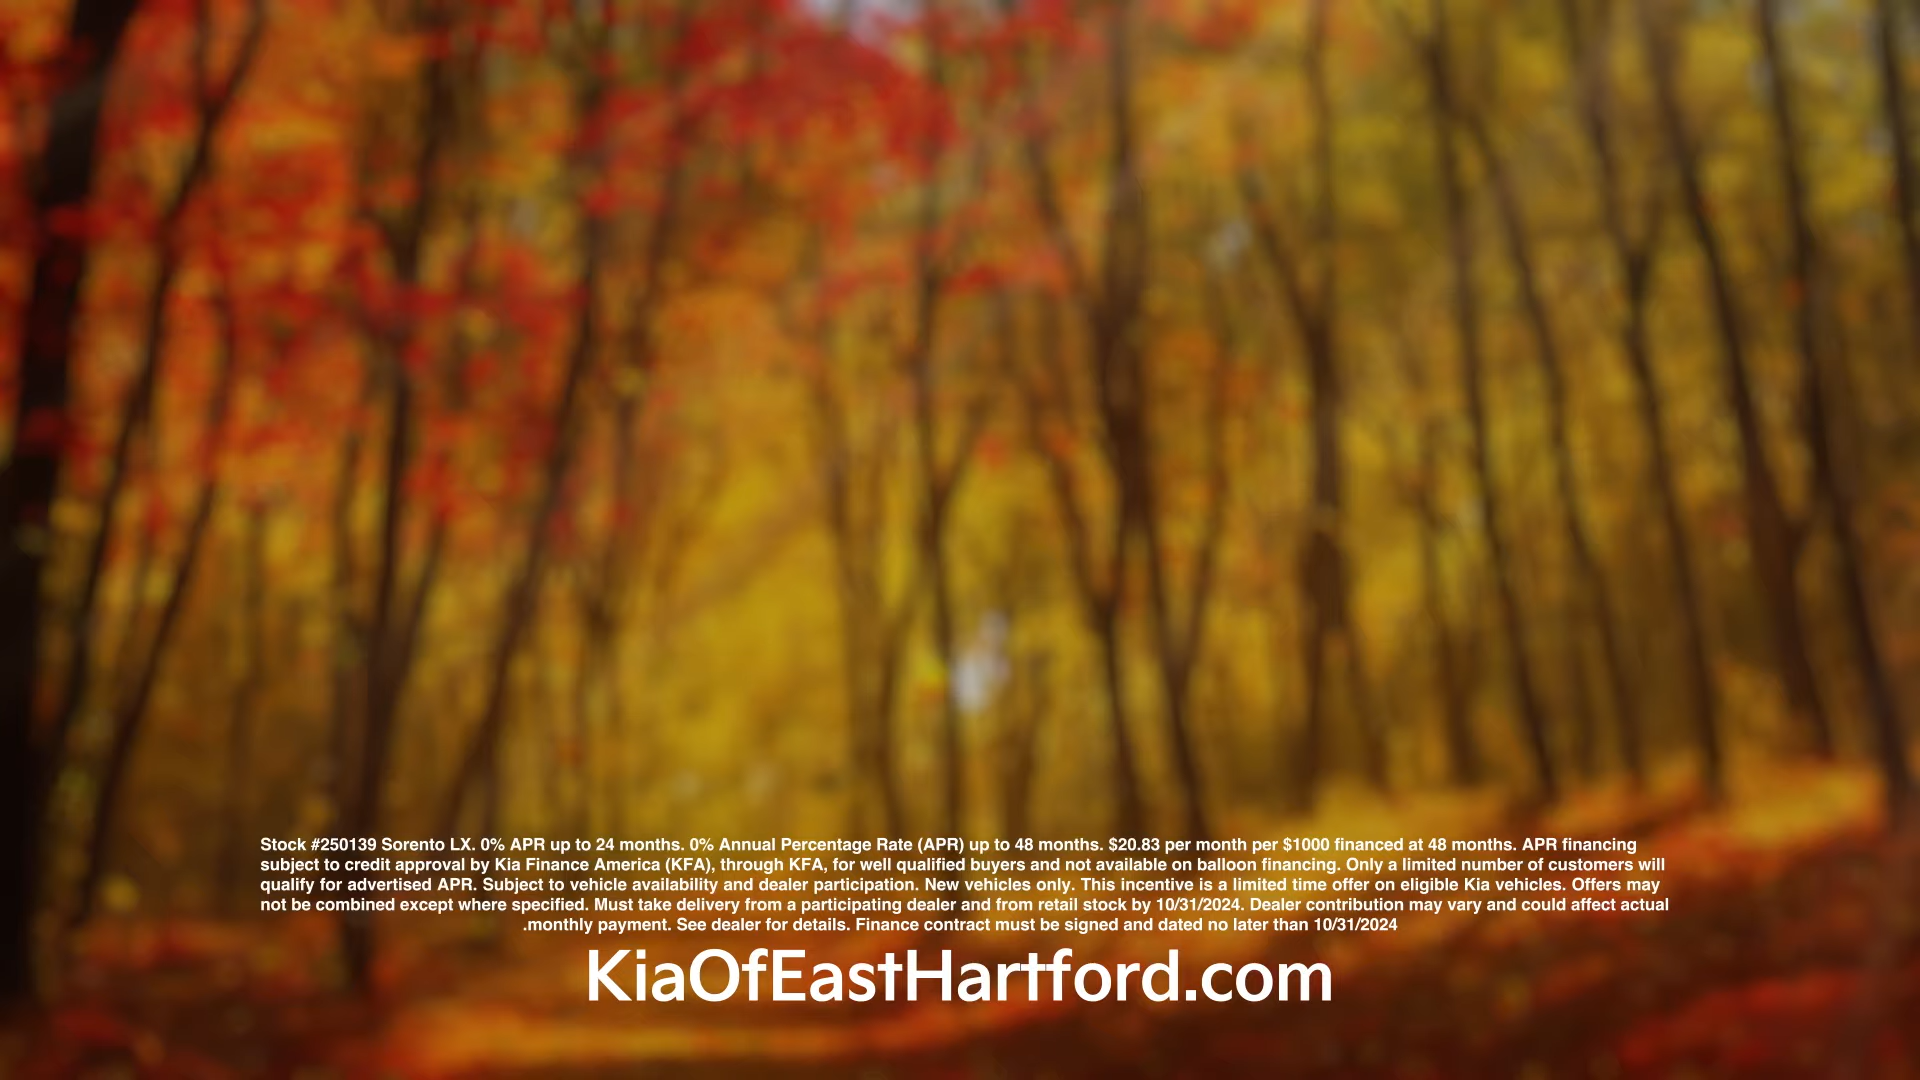 Stock #250139 Sorento LX. 0% APR up to 24 months. 0% Annual Percentage Rate (APR) up to 48 months. $20.83 per month per $1000 financed at 48 months. APR financing
subject to credit approval by Kia Finance America (KFA), through KFA, for well qualified buyers and not available on balloon financing. Only a limited number of customers will
qualify for advertised APR. Subject to vehicle availability and dealer participation. New vehicles only. This incentive is a limited time offer on eligible Kia vehicles. Offers may
not be combined except where specified. Must take delivery from a participating dealer and from retail stock by 10/31/2024. Dealer contribution may vary and could affect actual
.monthly payment. See dealer for details. Finance contract must be signed and dated no later than 10/31/2024
KiaOfEastHartford.com